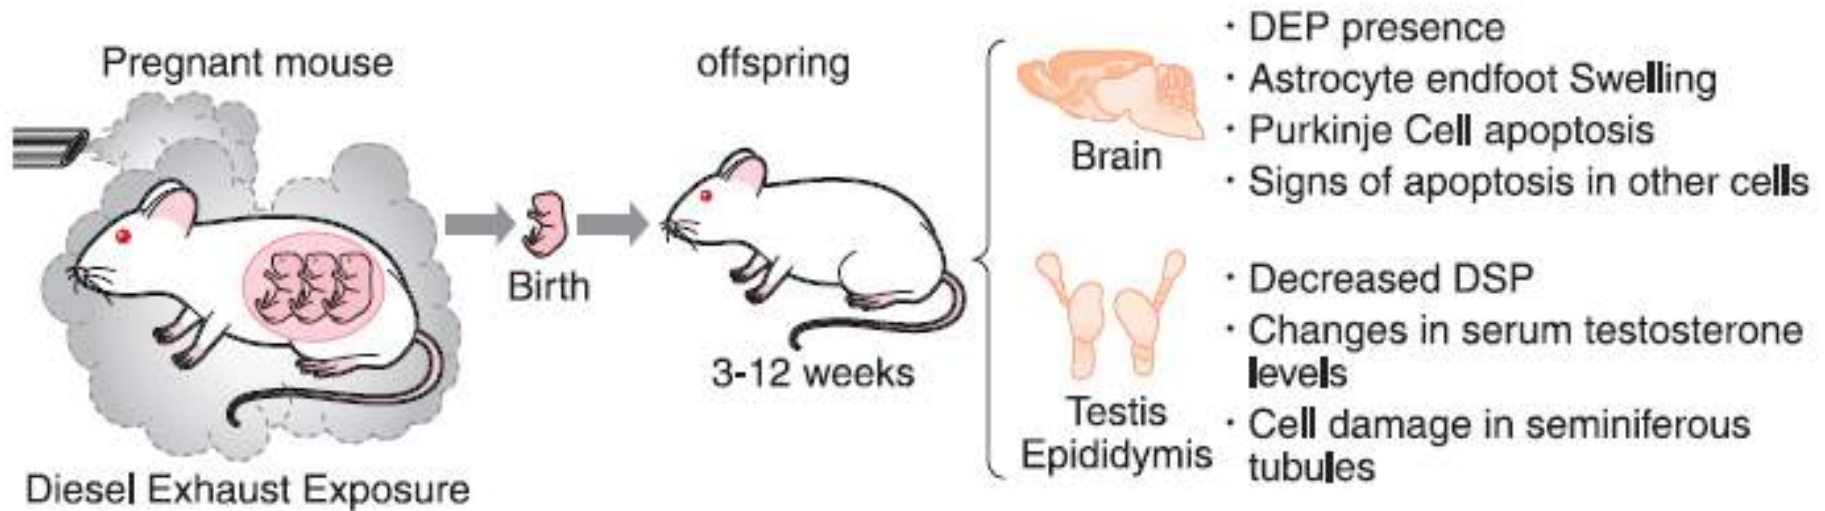 Pregnant mouse
Diesel Exhaust Exposure
Birth
offspring
3-12 weeks
Brain
· DEP presence
· Astrocyte endfoot Swelling
· Purkinje Cell apoptosis
· Signs of apoptosis in other cells
Testis
Epididymis
· Decreased DSP
· Changes in serum testosterone
levels
· Cell damage in seminiferous
tubules